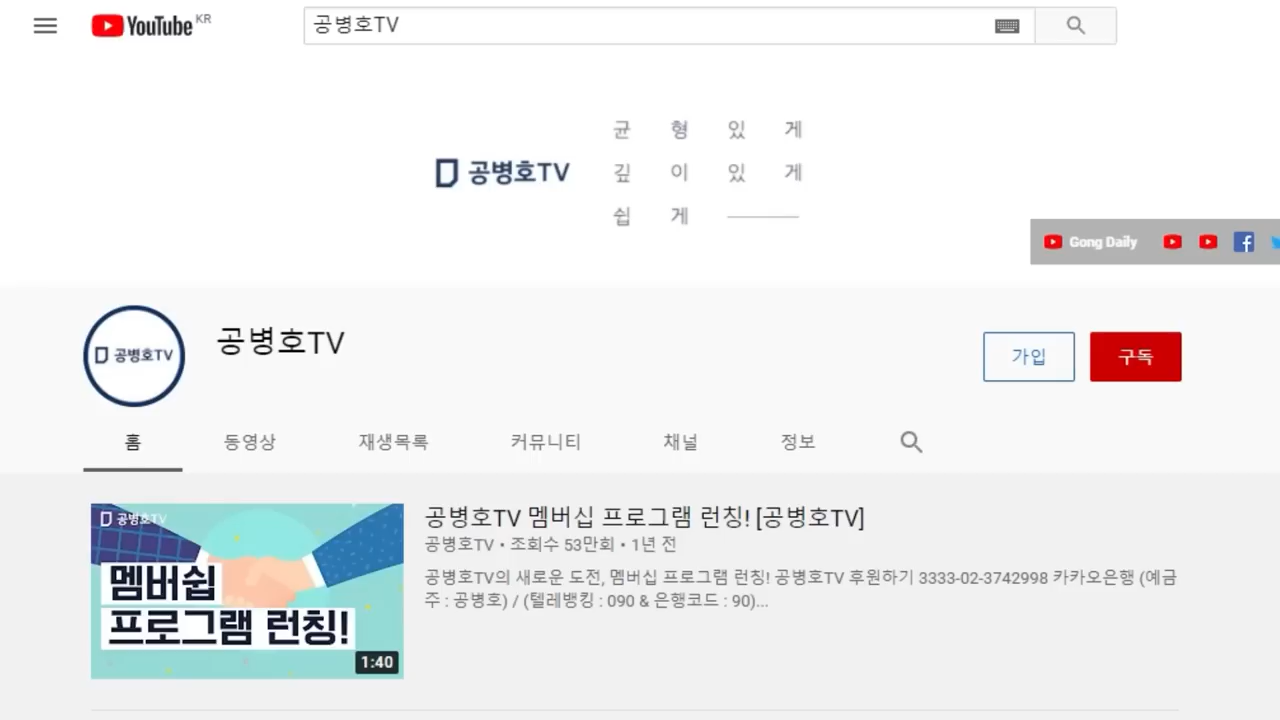 YouTube KR
공병호TV
균형있게
공병호TV
깊이있게
쉽게
Gong Daily
공병호TV
공병호TV
가입
구독
홈
동영상
재생목록
커뮤니티
채널
정보
공병호TV
멤버쉽
프로그램 런칭!
1:40
공병호TV 멤버십 프로그램 런칭! [공병호TV]
공병호TV • 조회수 53만회 • 1년 전
공병호TV의 새로운 도전, 멤버십 프로그램 런칭! 공병호TV 후원하기 3333-02-3742998 카카오은행 (예금
주 : 공병호) / (텔레뱅킹 : 090 & 은행코드 : 90)...